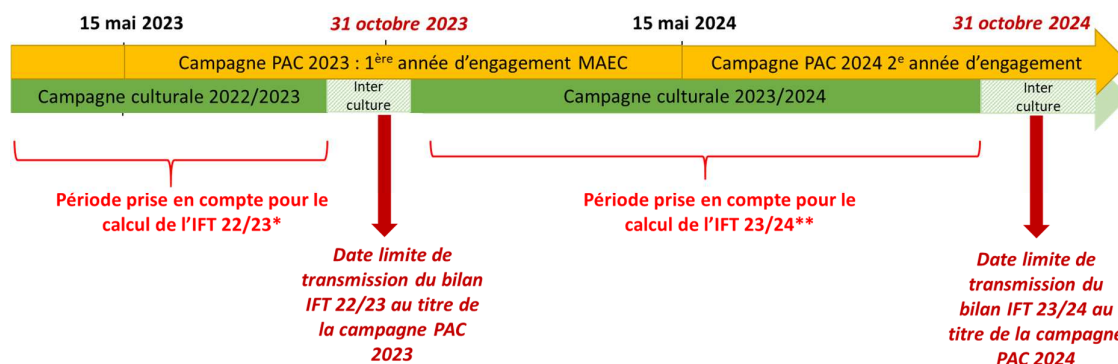 15 mai 2023
31 octobre 2023
15 mai 2024
31 octobre 2024
Campagne PAC 2023 : 1ère année d’engagement MAEC
Campagne PAC 2024 2e année d’engagement
Campagne culturale 2022/2023
Inter
culture
Campagne culturale 2023/2024
Inter
culture
Période prise en compte pour le
calcul de l’IFT 22/23*
Période prise en compte pour le
calcul de l’IFT 23/24**
Date limite de
transmission du bilan
IFT 22/23 au titre de
la campagne PAC
2023
Date limite de
transmission du
bilan IFT 23/24 au
titre de la campagne
PAC 2024